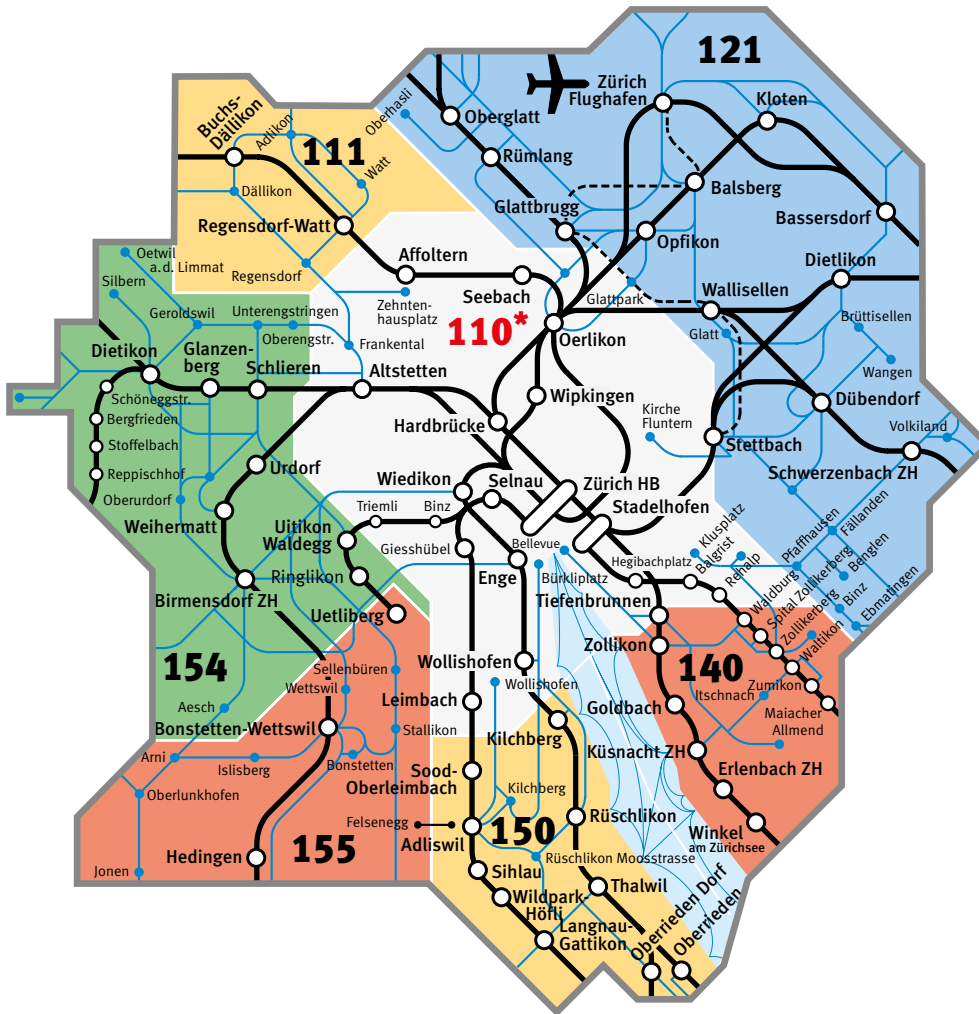 121
Zürich
Flughafen
Kloten
Oberglatt
Oberhasli
Rümlang
Balsberg
Glattbrugg
Bassersdorf
Opfikon
Dietlikon
Glattpark
Wallisellen
Glatt
Brüttisellen
Wangen
Dübendorf
Volkiland
Stettbach
Schwerzenbach ZH
Fällanden
Pfaffhausen
Benglen
Binz
Ebmatingen
Buchs-
Dällikon
Adlikon
111
Watt
Dällikon
Regensdorf-Watt
Regensdorf
Affoltern
Seebach
Zehnten-
hausplatz
110*
Oerlikon
Frankental
Altstetten
Wipkingen
Hardbrücke
Kirche
Fluntern
Wiedikon
Selnau
Zürich HB
Stadelhofen
Triemli
Binz
Giesshübel
Bellevue
Enge
Bürkliplatz
Hegibachplatz
Klusplatz
Balgrist
Rehalp
Tiefenbrunnen
Wollishofen
Wollishofen
Leimbach
Oetwil
a.d. Limmat
Silbern
Geroldswil
Unterengstringen
Oberengstr.
Dietikon
Glanzen-
berg
Schlieren
Schöneggstr.
Bergfrieden
Stoffelbach
Reppischhof
Oberurdorf
Urdorf
Weihermatt
Uitikon
Waldegg
Ringlikon
Birmensdorf ZH
Uetliberg
154
Aesch
Sellenbüren
Wettswil
Bonstetten-Wettswil
Stallikon
Arni
Islisberg
Bonstetten
Oberlunkhofen
Hedingen
155
Jonen
Waldburg
Spital Zollikerberg
Zollikerberg
Waltikon
Zollikon
140
Itschnach
Zumikon
Maiacher
Allmend
Goldbach
Küsnacht ZH
Erlenbach ZH
Winkel
am Zürichsee
Kilchberg
Sood-
Oberleimbach
Kilchberg
Felsenegg
Adliswil
150
Rüschlikon
Rüschlikon Moosstrasse
Sihlau
Thalwil
Wildpark-
Höfli
Langnau-
Gattikon
Oberrieden Dorf
Oberrieden